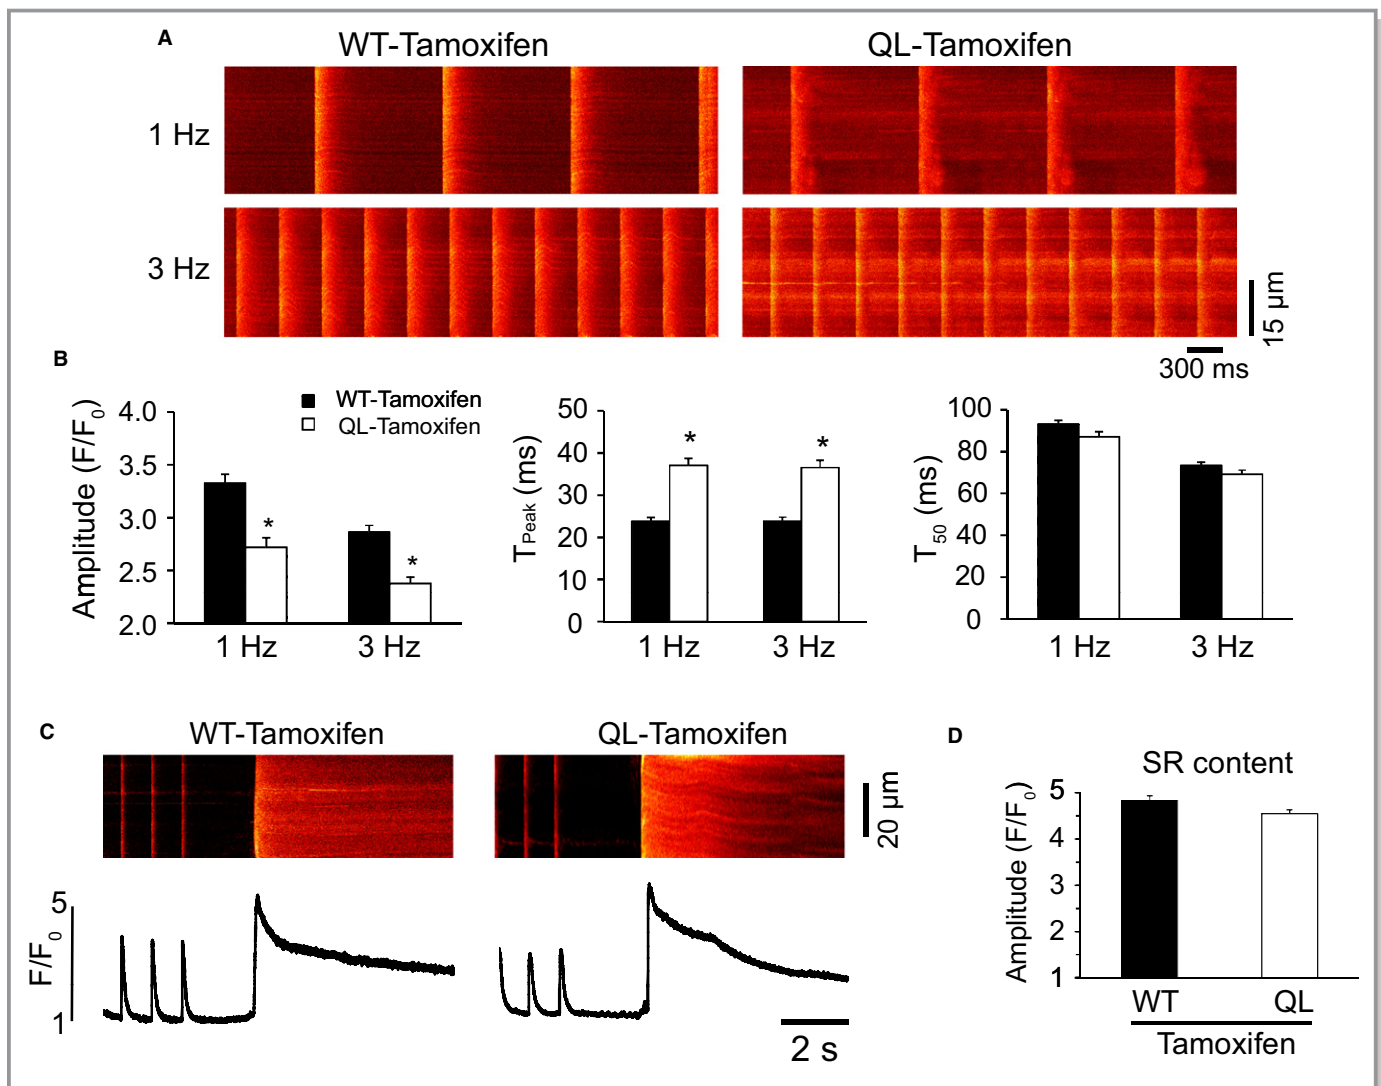 A
WT-Tamoxifen
QL-Tamoxifen
1 Hz
3 Hz
15 µm
300 ms
B
Amplitude (F/F0)
4.0
3.5
3.0
2.5
2.0
WT-Tamoxifen
QL-Tamoxifen
*
*
1 Hz
3 Hz
TPeak (ms)
50
40
30
20
10
0
*
*
1 Hz
3 Hz
T50 (ms)
100
80
60
40
20
0
1 Hz
3 Hz
C
WT-Tamoxifen
QL-Tamoxifen
20 µm
F/F0
5
1
2 s
D
SR content
Amplitude (F/F0)
5
4
3
2
1
WT
QL
Tamoxifen